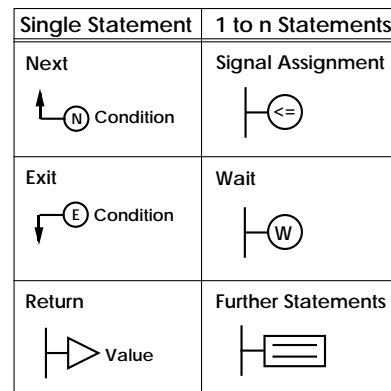 Single Statement 1 to n Statements
Next Signal Assignment
N Condition <=
Exit Wait
E Condition W
Return Further Statements
Value